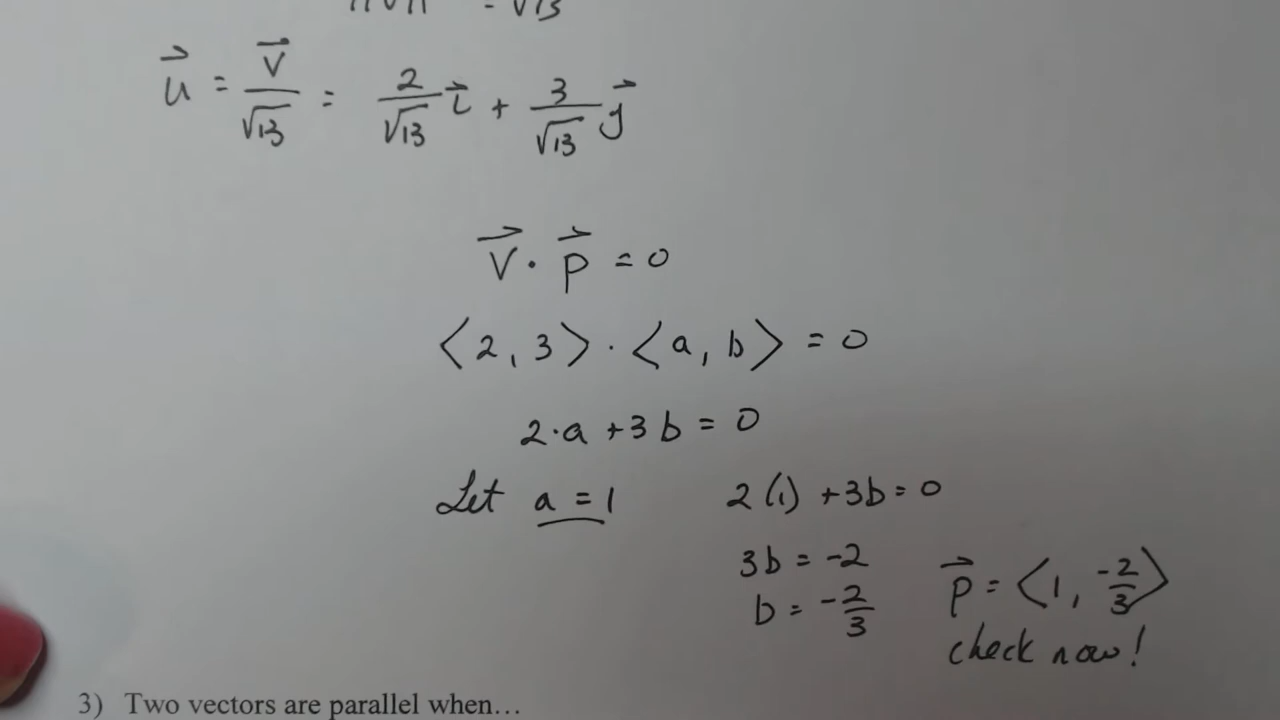 = √13
u⃗ = v⃗/√13 = 2/√13 i⃗ + 3/√13 j⃗
v⃗ · p⃗ = 0
⟨2, 3⟩ · ⟨a, b⟩ = 0
2·a + 3b = 0
Let a = 1 2(1) + 3b = 0
3b = -2
b = -2/3 p⃗ = ⟨1, -2/3⟩
check now!
3) Two vectors are parallel when…